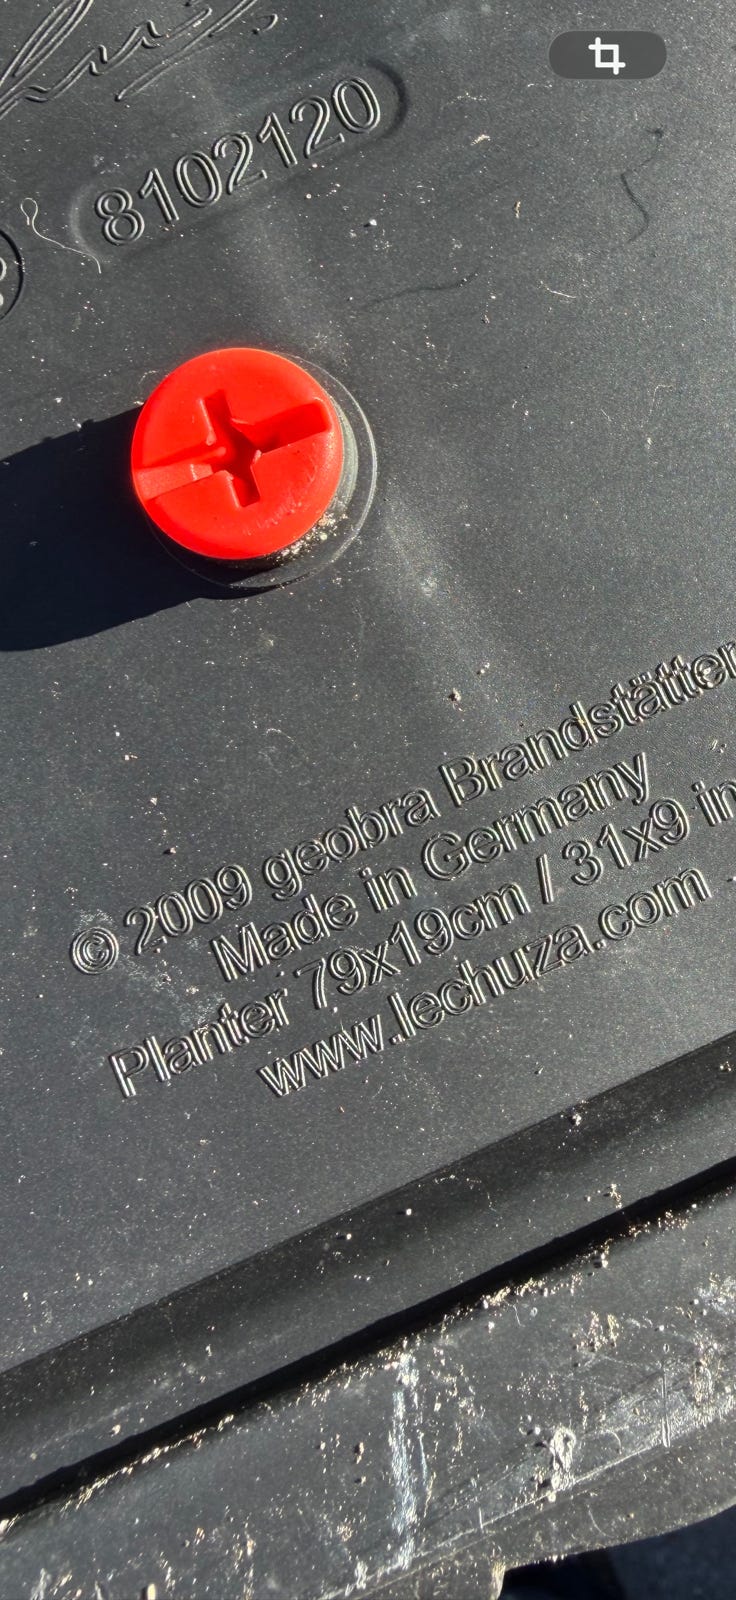 8102120
© 2009 geobra Brandstätter
Made in Germany
Planter 79x19cm / 31x9 in
www.lechuza.com